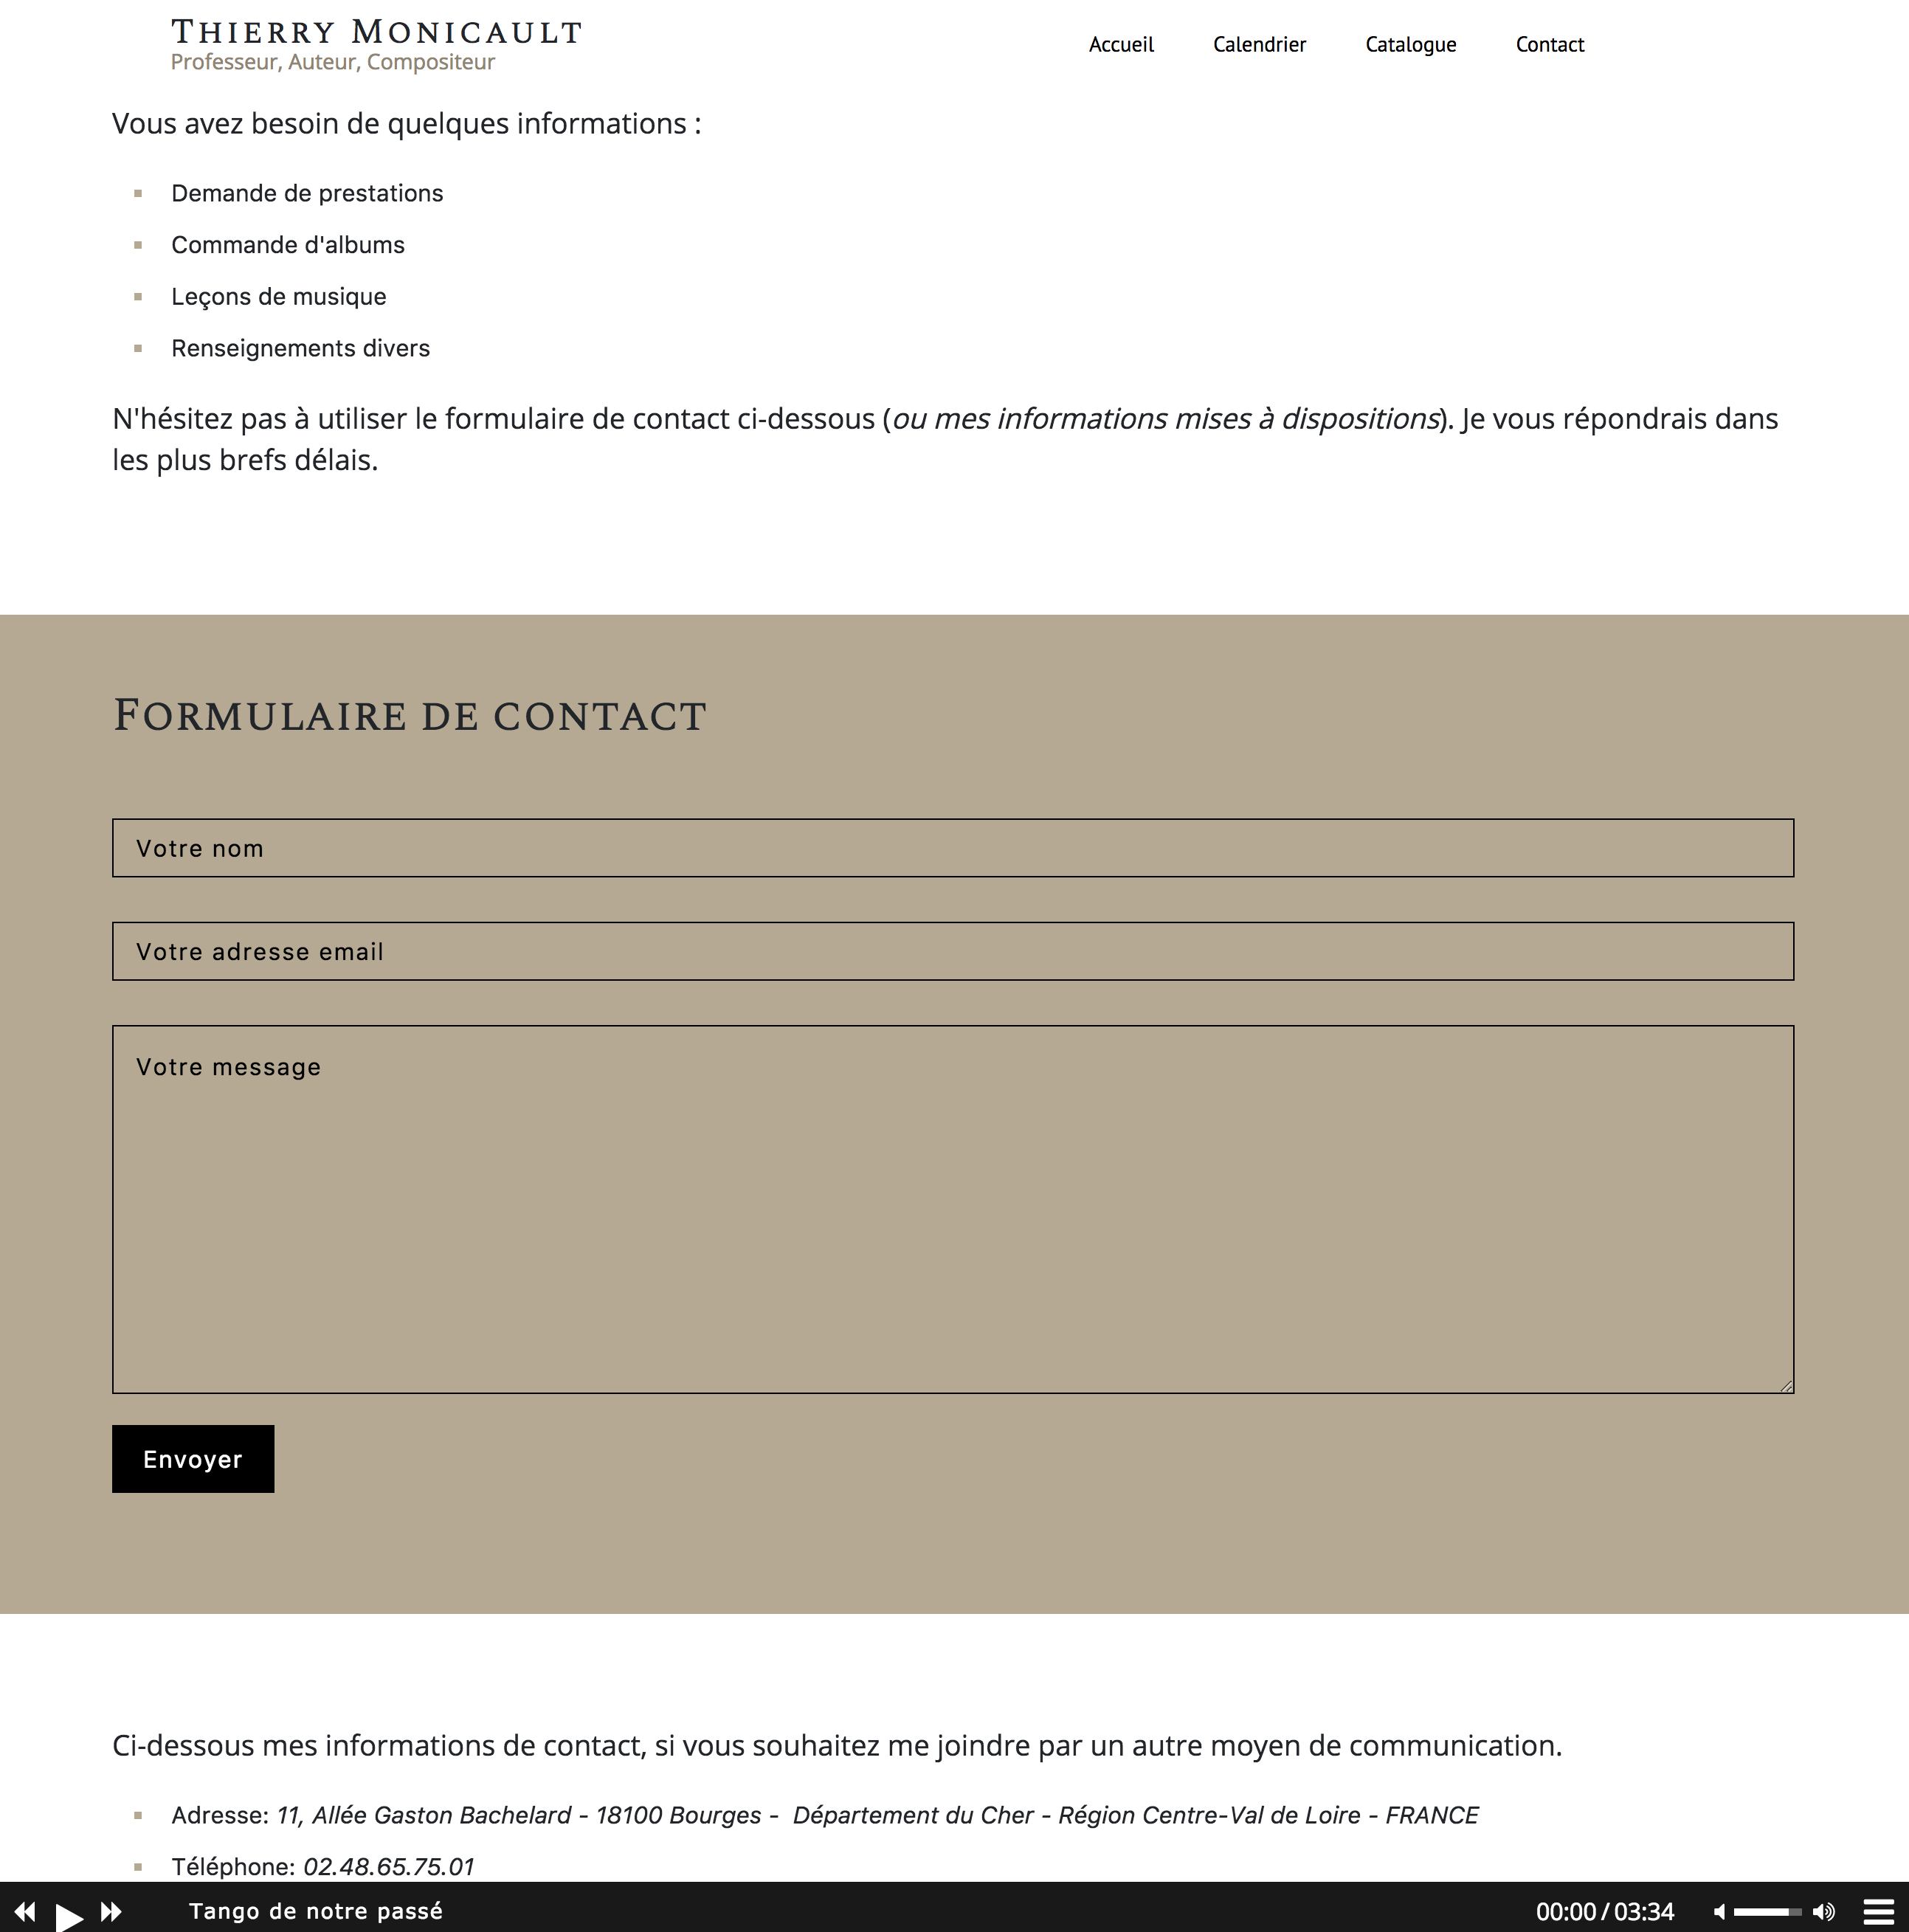 Thierry Monicault
Professeur, Auteur, Compositeur
Accueil Calendrier Catalogue Contact
Vous avez besoin de quelques informations :
Demande de prestations
Commande d'albums
Leçons de musique
Renseignements divers
N'hésitez pas à utiliser le formulaire de contact ci-dessous (ou mes informations mises à dispositions). Je vous répondrais dans
les plus brefs délais.
Formulaire de contact
Votre nom
Votre adresse email
Votre message
Envoyer
Ci-dessous mes informations de contact, si vous souhaitez me joindre par un autre moyen de communication.
Adresse: 11, Allée Gaston Bachelard - 18100 Bourges - Département du Cher - Région Centre-Val de Loire - FRANCE
Téléphone: 02.48.65.75.01
Tango de notre passé 00:00 / 03:34